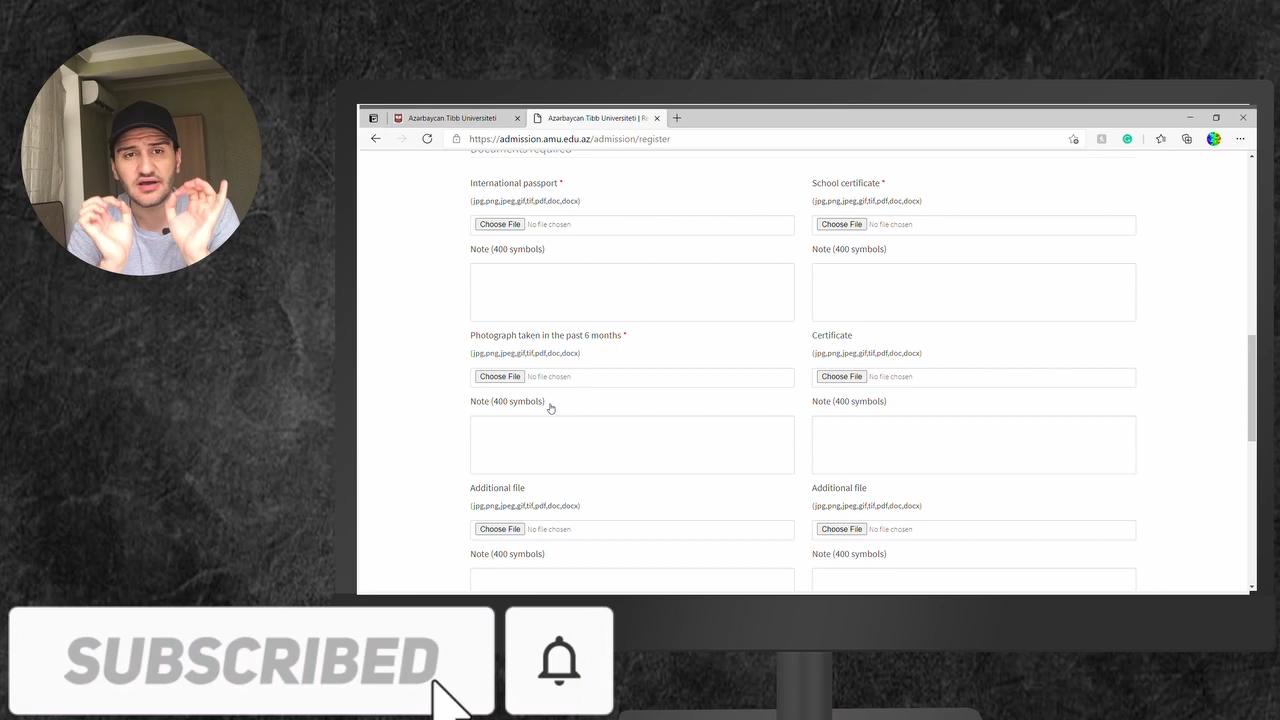 Azərbaycan Tibb Universiteti
Azərbaycan Tibb Universiteti | Re
https://admission.amu.edu.az/admission/register
Documents required
International passport *
School certificate *
(jpg,png,jpeg,gif,tif,pdf,doc,docx)
(jpg,png,jpeg,gif,tif,pdf,doc,docx)
Choose File No file chosen
Choose File No file chosen
Note (400 symbols)
Note (400 symbols)
Photograph taken in the past 6 months *
Certificate
(jpg,png,jpeg,gif,tif,pdf,doc,docx)
(jpg,png,jpeg,gif,tif,pdf,doc,docx)
Choose File No file chosen
Choose File No file chosen
Note (400 symbols)
Note (400 symbols)
Additional file
Additional file
(jpg,png,jpeg,gif,tif,pdf,doc,docx)
(jpg,png,jpeg,gif,tif,pdf,doc,docx)
Choose File No file chosen
Choose File No file chosen
Note (400 symbols)
Note (400 symbols)
SUBSCRIBED